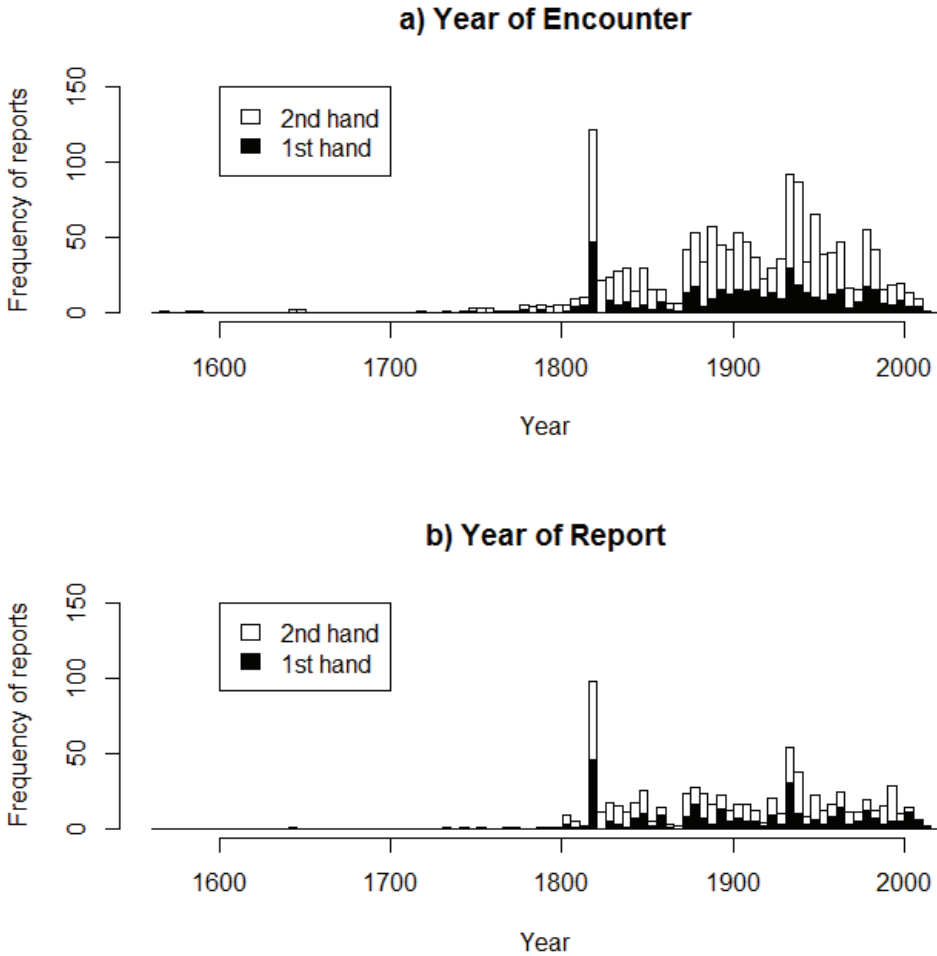 a) Year of Encounter
Frequency of reports
150
100
50
0
2nd hand
1st hand
1600 1700 1800 1900 2000
Year
b) Year of Report
Frequency of reports
150
100
50
0
2nd hand
1st hand
1600 1700 1800 1900 2000
Year